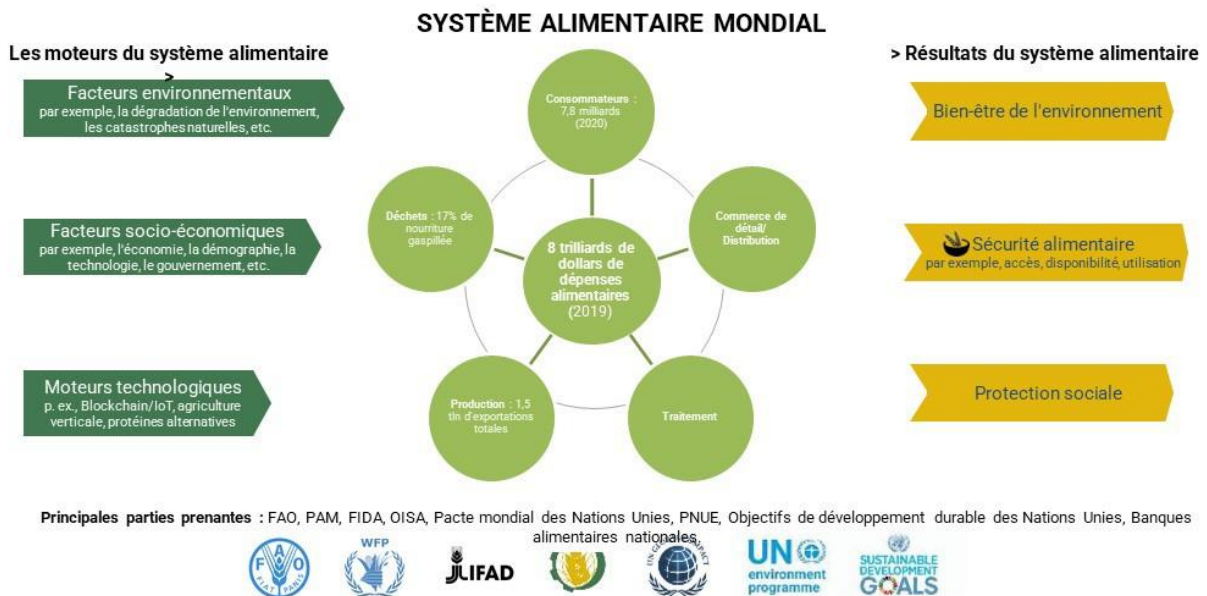 SYSTÈME ALIMENTAIRE MONDIAL
Les moteurs du système alimentaire
>
Facteurs environnementaux
par exemple, la dégradation de l'environnement,
les catastrophes naturelles, etc.
Facteurs socio-économiques
par exemple, l'économie, la démographie, la
technologie, le gouvernement, etc.
Moteurs technologiques
p. ex., Blockchain/IoT, agriculture
verticale, protéines alternatives
Consommateurs :
7,8 milliards
(2020)
Déchets : 17% de
nourriture
gaspillée
Commerce de
détail/
Distribution
8 trilliards de
dollars de
dépenses
alimentaires
(2019)
Production : 1,5
tln d'exportations
totales
Traitement
> Résultats du système alimentaire
Bien-être de l'environnement
Sécurité alimentaire
par exemple, accès, disponibilité, utilisation
Protection sociale
Principales parties prenantes : FAO, PAM, FIDA, OISA, Pacte mondial des Nations Unies, PNUE, Objectifs de développement durable des Nations Unies, Banques
alimentaires nationales
F A O
FIAT PANIS
WFP
IFAD
UN
environment
programme
SUSTAINABLE
DEVELOPMENT
GOALS